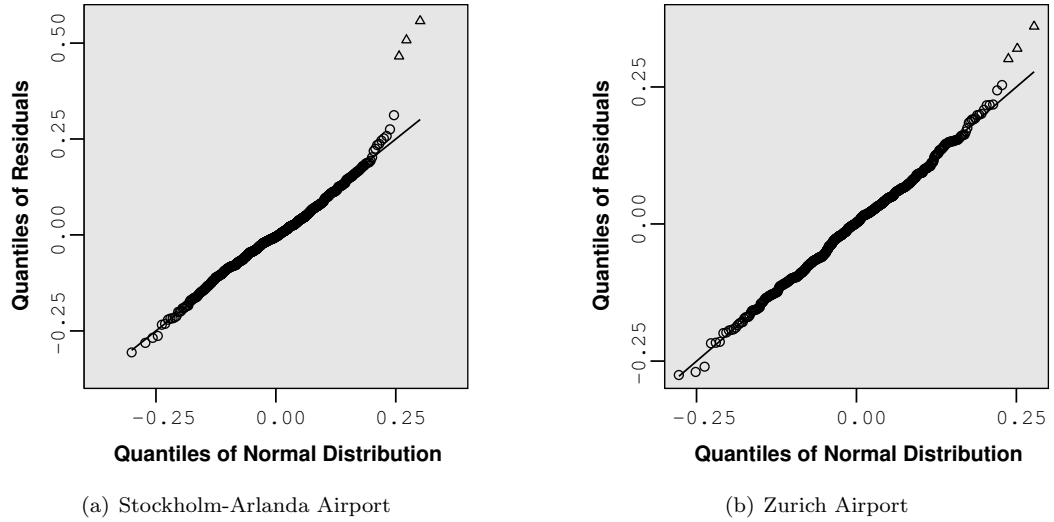 0.50
0.25
0.00
-0.25
Quantiles of Residuals
-0.25 0.00 0.25
Quantiles of Normal Distribution
(a) Stockholm-Arlanda Airport
0.25
0.00
-0.25
Quantiles of Residuals
-0.25 0.00 0.25
Quantiles of Normal Distribution
(b) Zurich Airport